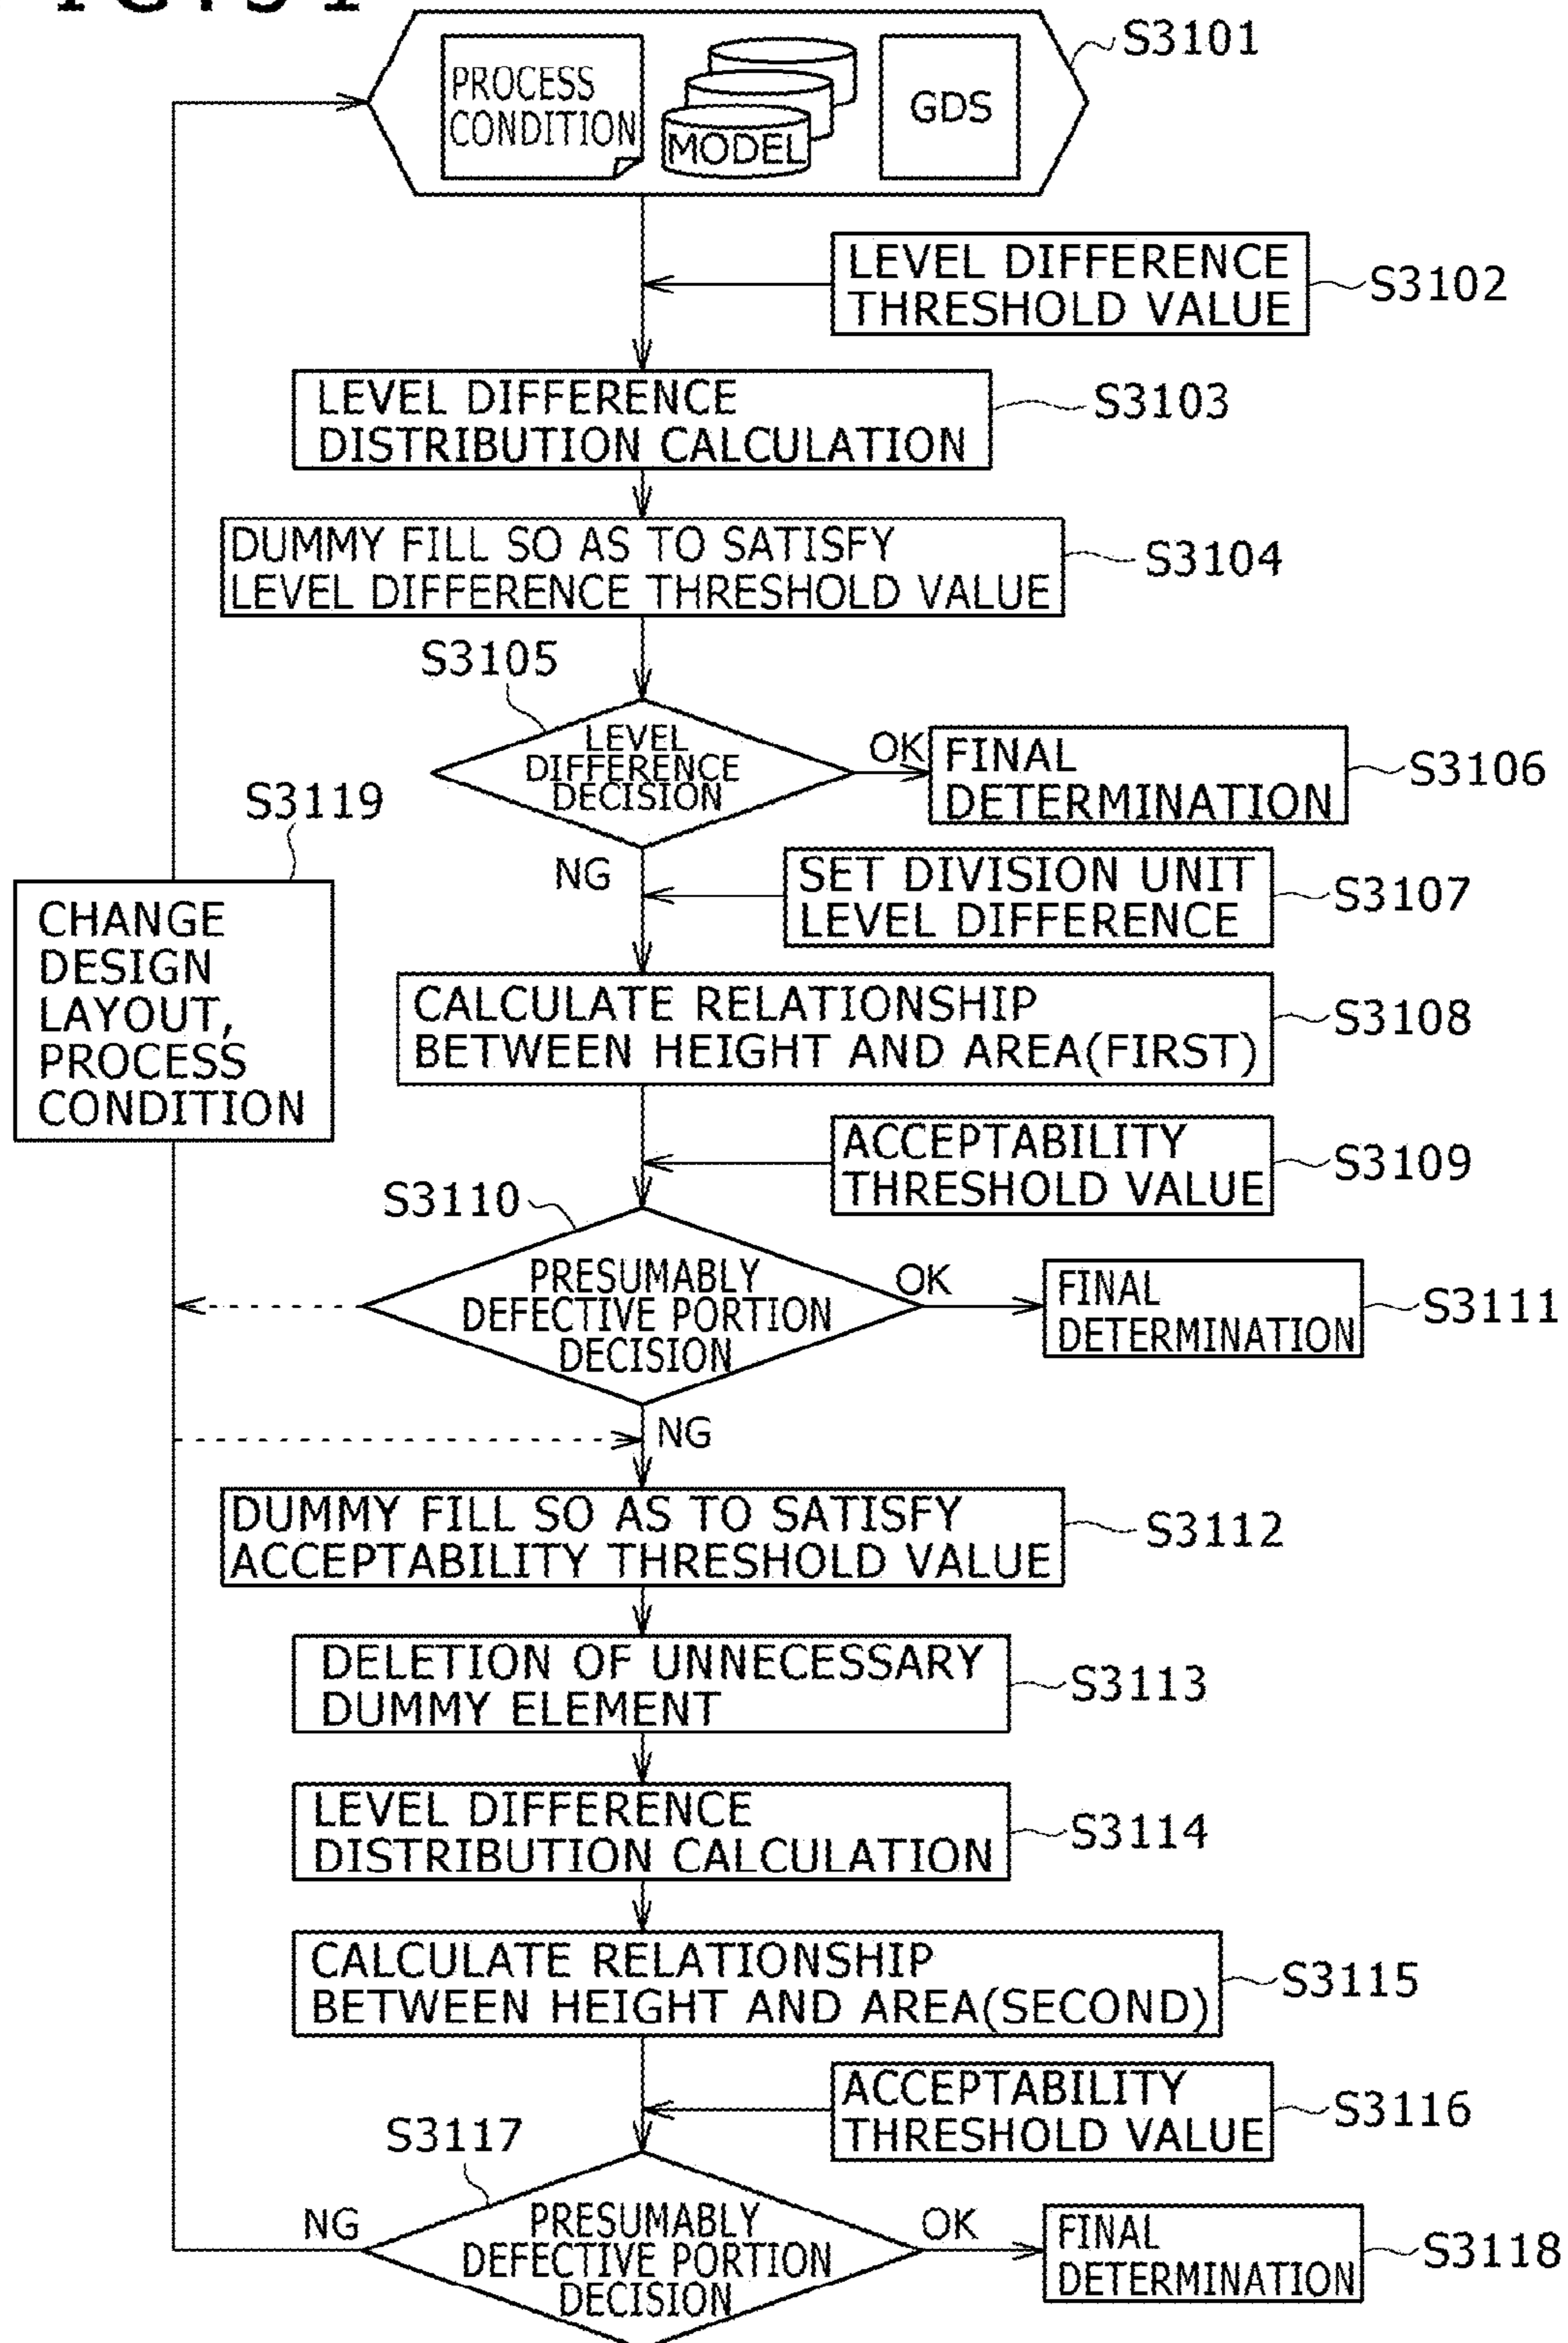 S3101
PROCESS
CONDITION
MODEL
GDS
LEVEL DIFFERENCE
THRESHOLD VALUE
S3102
LEVEL DIFFERENCE
DISTRIBUTION CALCULATION
S3103
DUMMY FILL SO AS TO SATISFY
LEVEL DIFFERENCE THRESHOLD VALUE
S3104
S3105
LEVEL
DIFFERENCE
DECISION
OK
FINAL
DETERMINATION
S3106
S3119
CHANGE
DESIGN
LAYOUT,
PROCESS
CONDITION
NG
SET DIVISION UNIT
LEVEL DIFFERENCE
S3107
CALCULATE RELATIONSHIP
BETWEEN HEIGHT AND AREA(FIRST)
S3108
ACCEPTABILITY
THRESHOLD VALUE
S3109
S3110
PRESUMABLY
DEFECTIVE PORTION
DECISION
OK
FINAL
DETERMINATION
S3111
NG
DUMMY FILL SO AS TO SATISFY
ACCEPTABILITY THRESHOLD VALUE
S3112
DELETION OF UNNECESSARY
DUMMY ELEMENT
S3113
LEVEL DIFFERENCE
DISTRIBUTION CALCULATION
S3114
CALCULATE RELATIONSHIP
BETWEEN HEIGHT AND AREA(SECOND)
S3115
ACCEPTABILITY
THRESHOLD VALUE
S3116
S3117
NG
PRESUMABLY
DEFECTIVE PORTION
DECISION
OK
FINAL
DETERMINATION
S3118